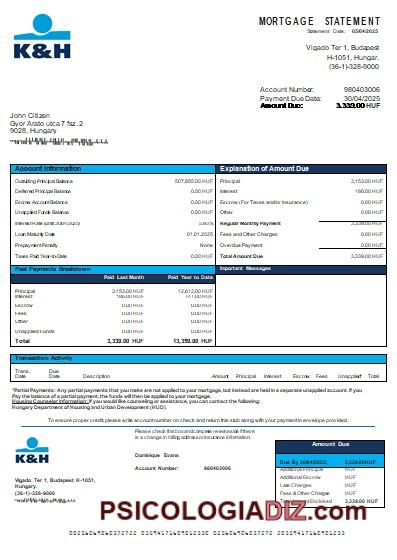 MORTGAGE STATEMENT
Statement Date: 05/04/2025
K&H
Vigado Ter 1, Budapest
H-1051, Hungar.
(36-1)-328-9000
Account Number: 980403006
Payment Due Date: 30/04/2025
Amount Due: 3,339.00 HUF
John Citizen
Gyor Arato utca 7 fsz. 2
9028, Hungary
Account Information
Outstanding Principal Balance 507,855.00 HUF
Deferred Principal Balance 0.00 HUF
Escrow Account Balance 0.00 HUF
Unapplied Funds Balance 0.00 HUF
Interest Rate (until 30/4/2025)
Loan Maturity Date 01.01.2025
Prepayment Penalty None
Taxes Paid Year-to-Date 0.00 HUF
Explanation of Amount Due
Principal 3,153.00 HUF
Interest 186.00 HUF
Escrow (For Taxes and/or Insurance) 0.00 HUF
Other 0.00 HUF
Regular Monthly Payment 3,339.00 HUF
Fees and Other Charges 0.00 HUF
Overdue Payment 0.00 HUF
Total Amount Due 3,339.00 HUF
Past Payments Breakdown
Paid Last Month Paid Year to Date
Principal 3,153.00 HUF 12,612.00 HUF
Interest 186.00 HUF 747.00 HUF
Escrow 0.00 HUF 0.00 HUF
Fees 0.00 HUF 0.00 HUF
Other 0.00 HUF 0.00 HUF
Unapplied Funds 0.00 HUF 0.00 HUF
Total 3,339.00 HUF 13,359.00 HUF
Important Messages
Transaction Activity
Trans. Date Due Date Description Amount Principal Interest Escrow Fees Unapplied Total
*Partial Payments: Any partial payments that you make are not applied to your mortgage, but instead are held in a separate unapplied account. If you
Pay the balance of a partial payment, the funds will then be applied to your mortgage.
Housing Counselor Information: If you would like counseling or assistance, you can contact the following:
Hungary Department of Housing and Urban Development (HUD).
To ensure proper credit please write account number on check and return this stub along with your payment in envelope provided.
K&H
Please check this box and complete reverse side if there
is a change in billing address or insurance information.
Dominique Evans
Account Number: 980403006
Vigado Ter 1, Budapest H-1051,
Hungary.
(36-1)-328-9000
Amount Due
Due By 30/04/2025: 3,339.00 HUF
Additional Principal HUF
Additional Escrow HUF
Late Charges HUF
Fees & Other Charges HUF
Total Amount Enclosed 3,339.00 HUF
PSICOLOGIADIZ.com